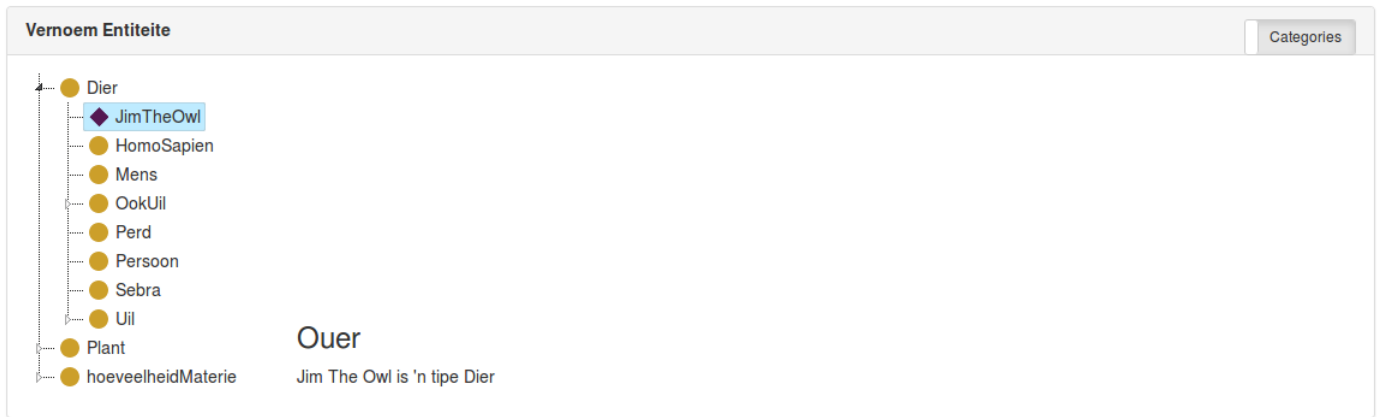 Vernoem Entiteite
Categories
Dier
JimTheOwl
HomoSapien
Mens
OokUil
Perd
Persoon
Sebra
Uil
Plant
hoeveelheidMaterie
Ouer
Jim The Owl is 'n tipe Dier